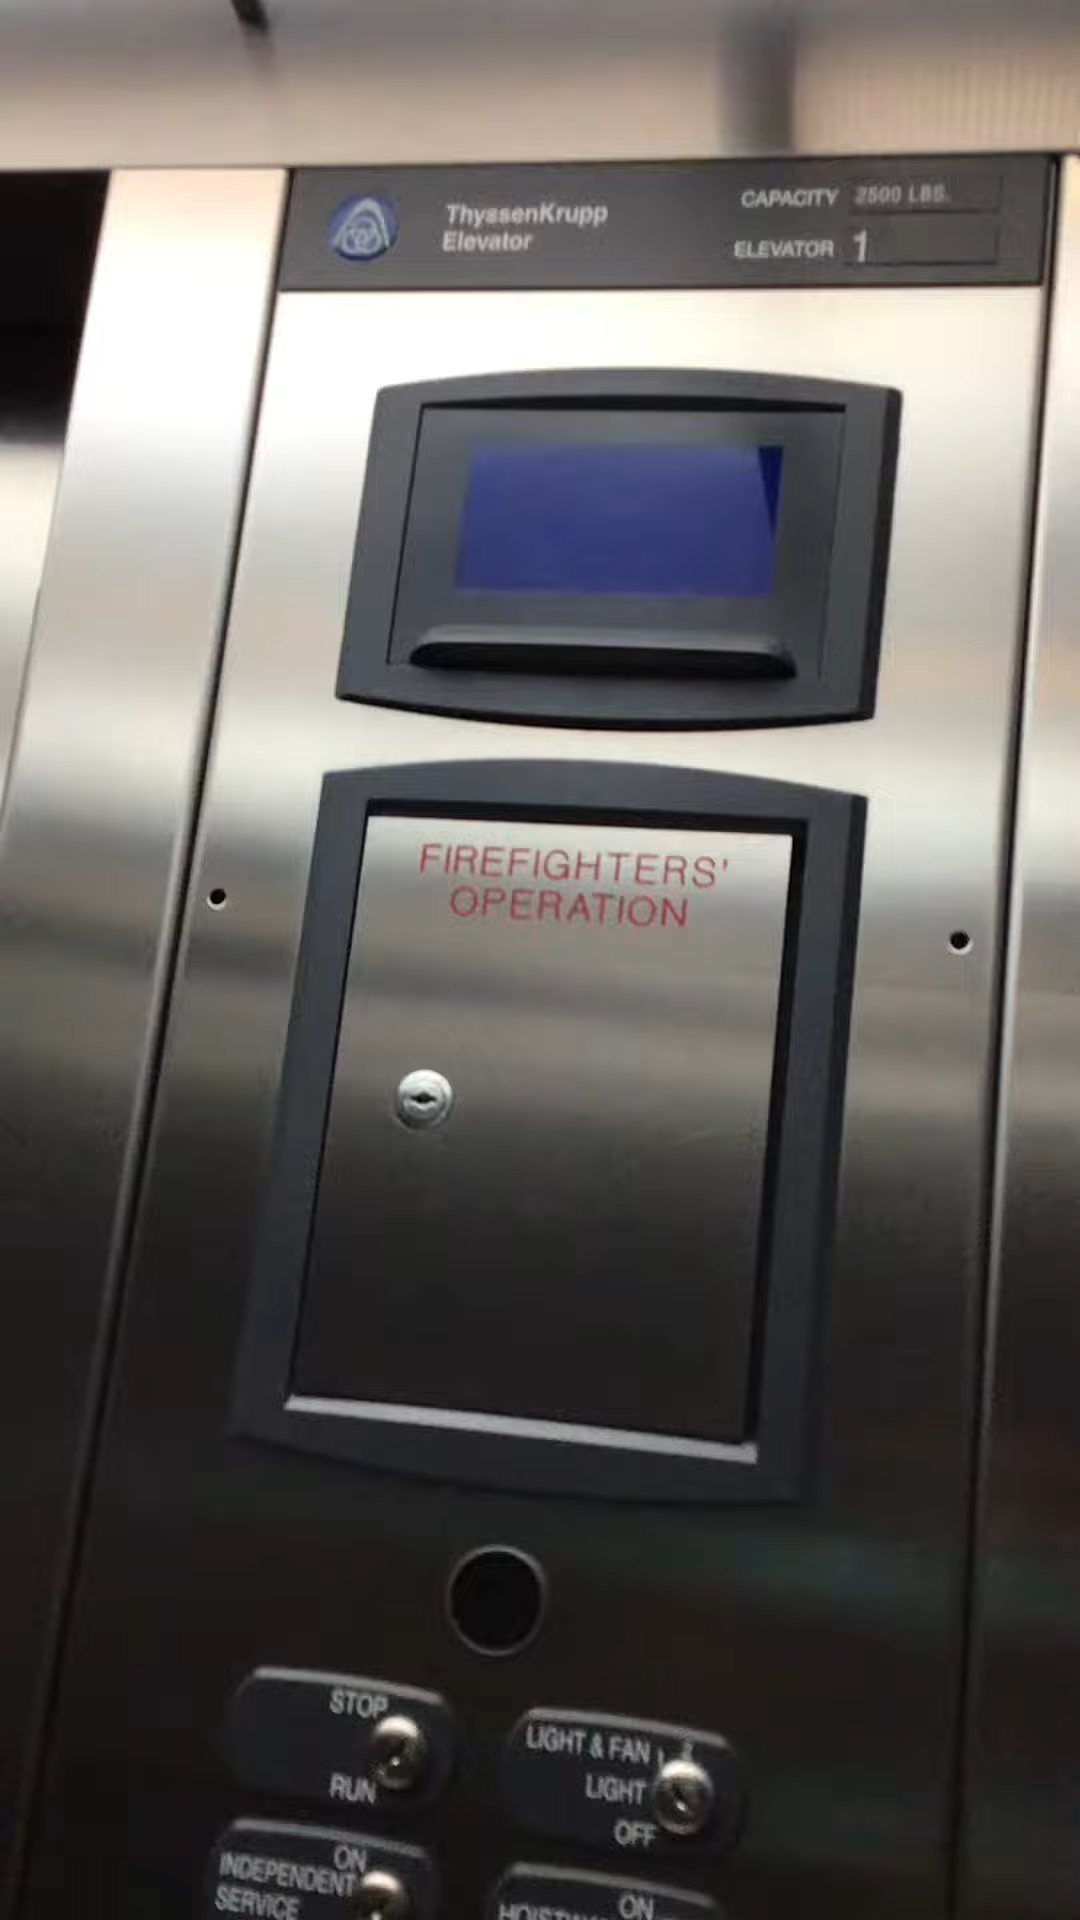 ThyssenKrupp
Elevator
CAPACITY 2500 LBS.
ELEVATOR 1
FIREFIGHTERS'
OPERATION
STOP
RUN
LIGHT & FAN
LIGHT
OFF
ON
INDEPENDENT
SERVICE
ON